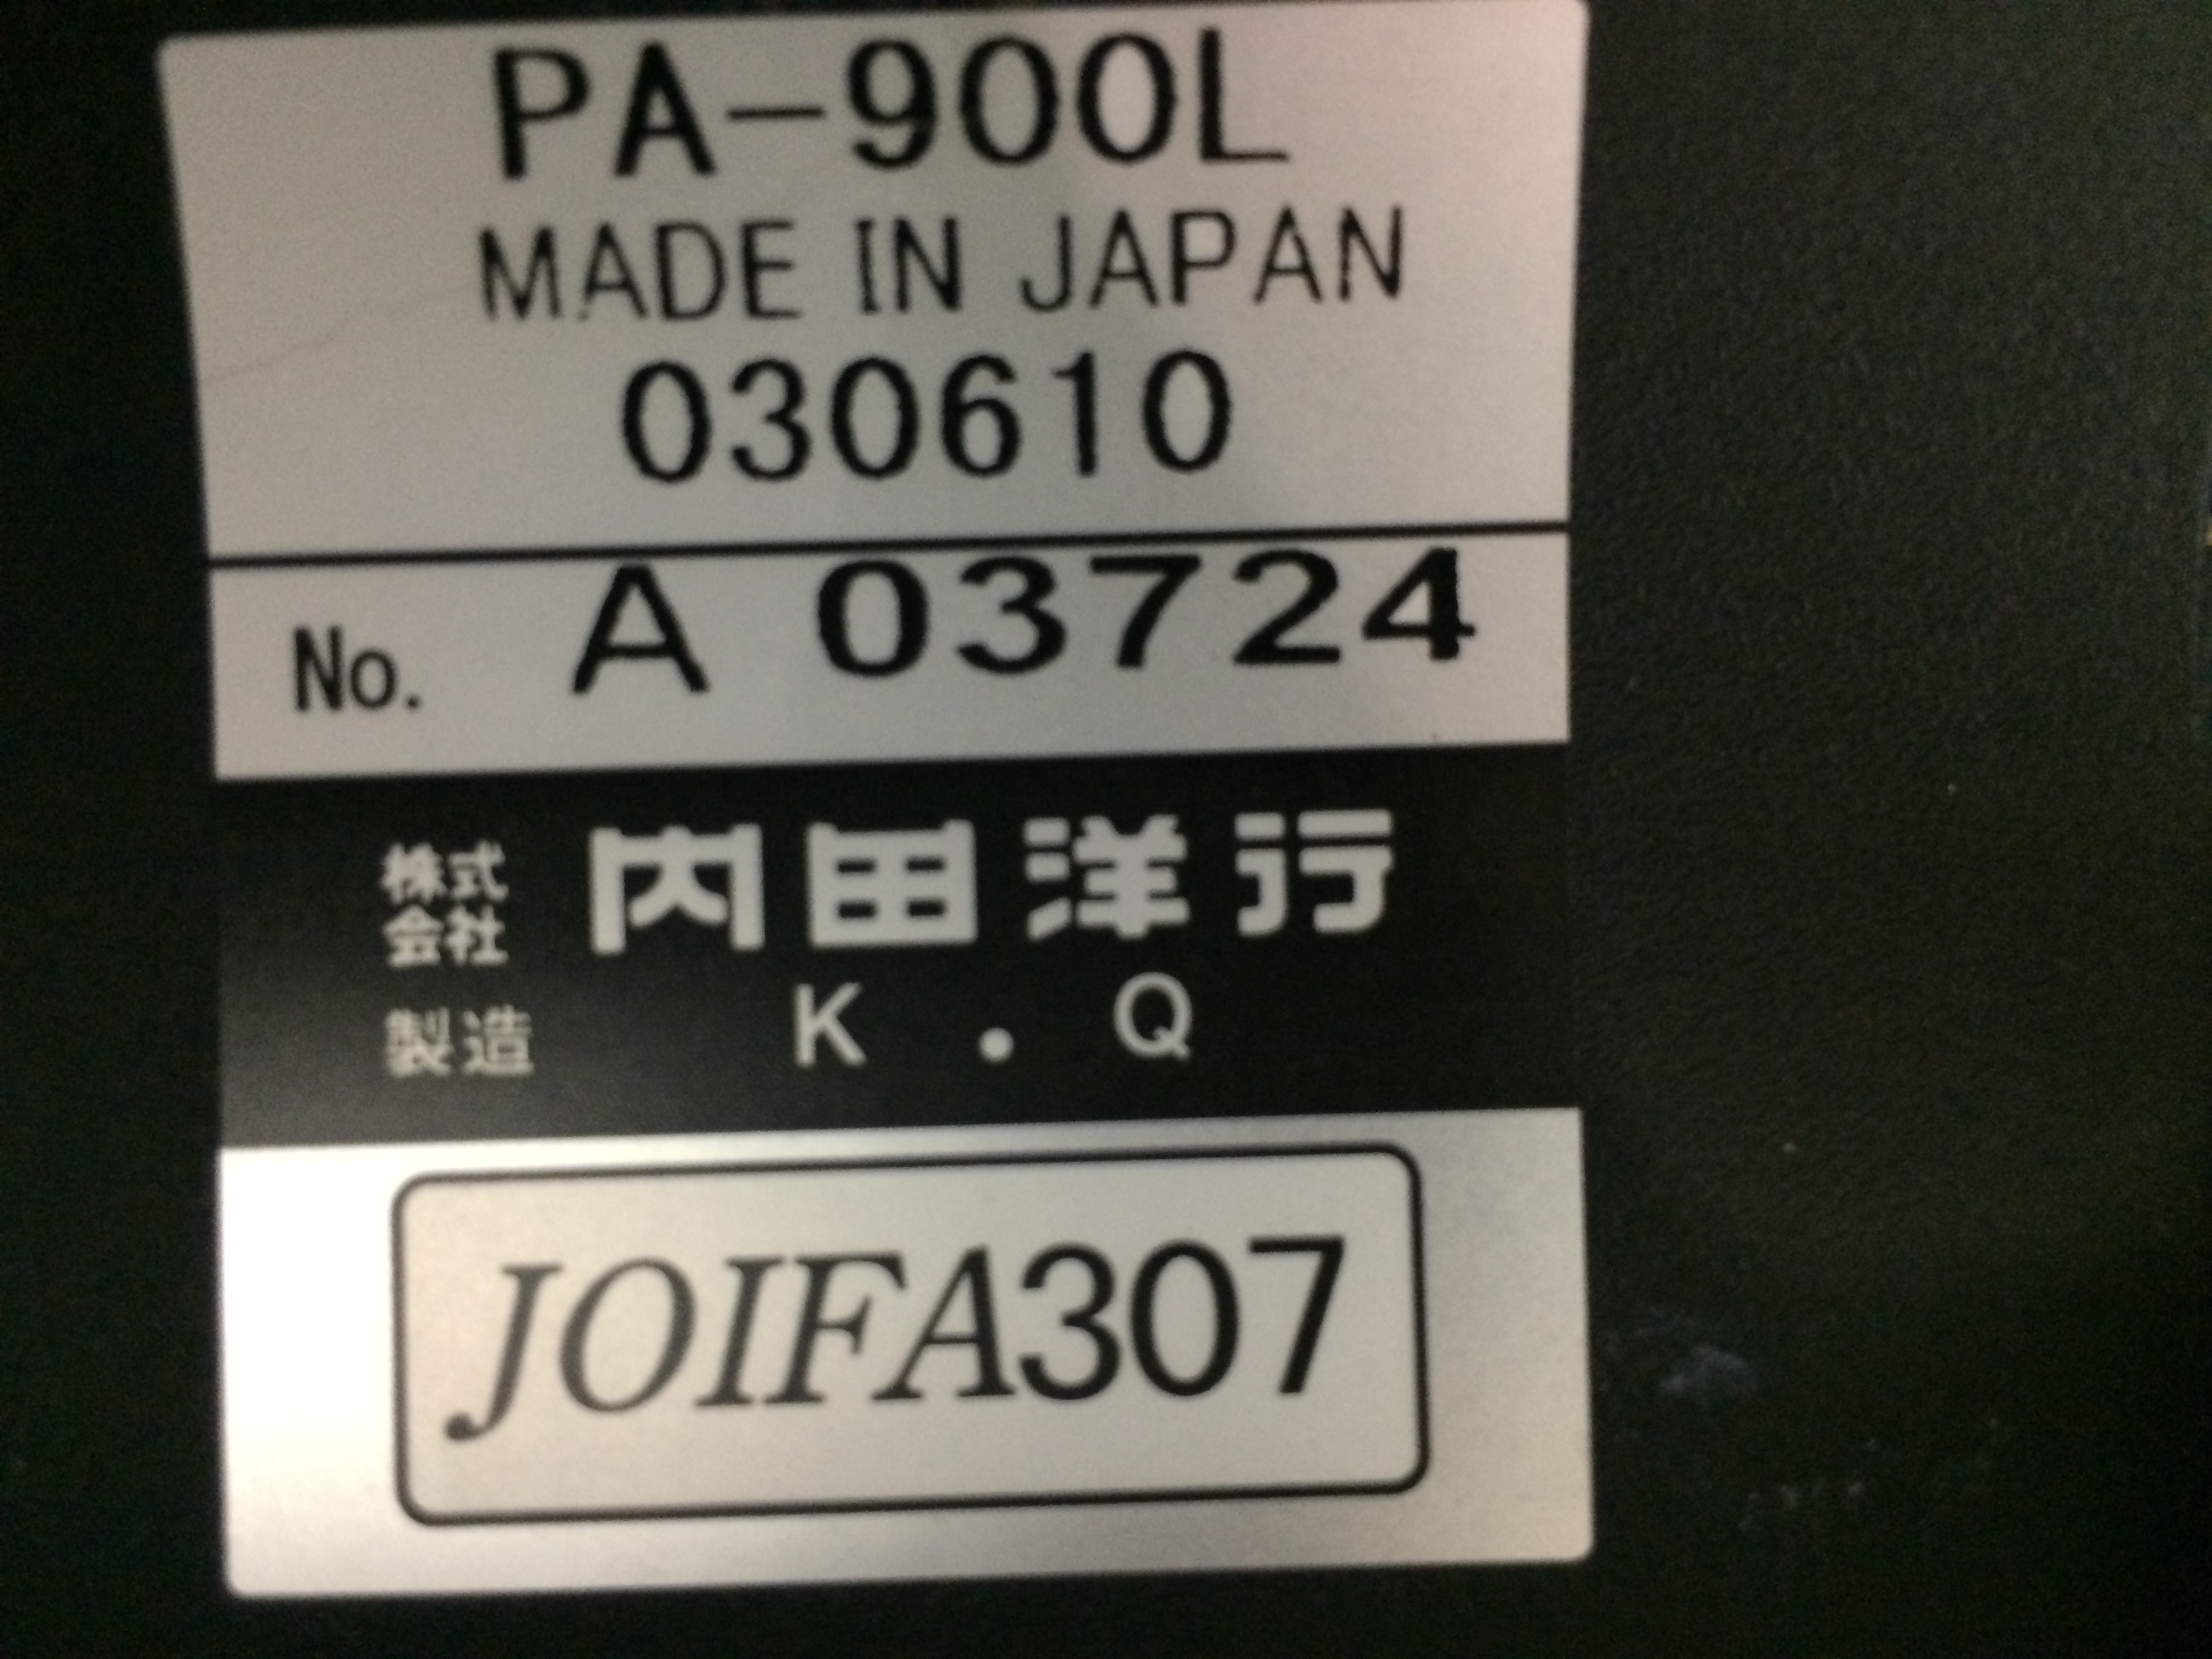 PA-900L
MADE IN JAPAN
030610
No. A 03724
株式会社 内田洋行
製造 K . Q
JOIFA307